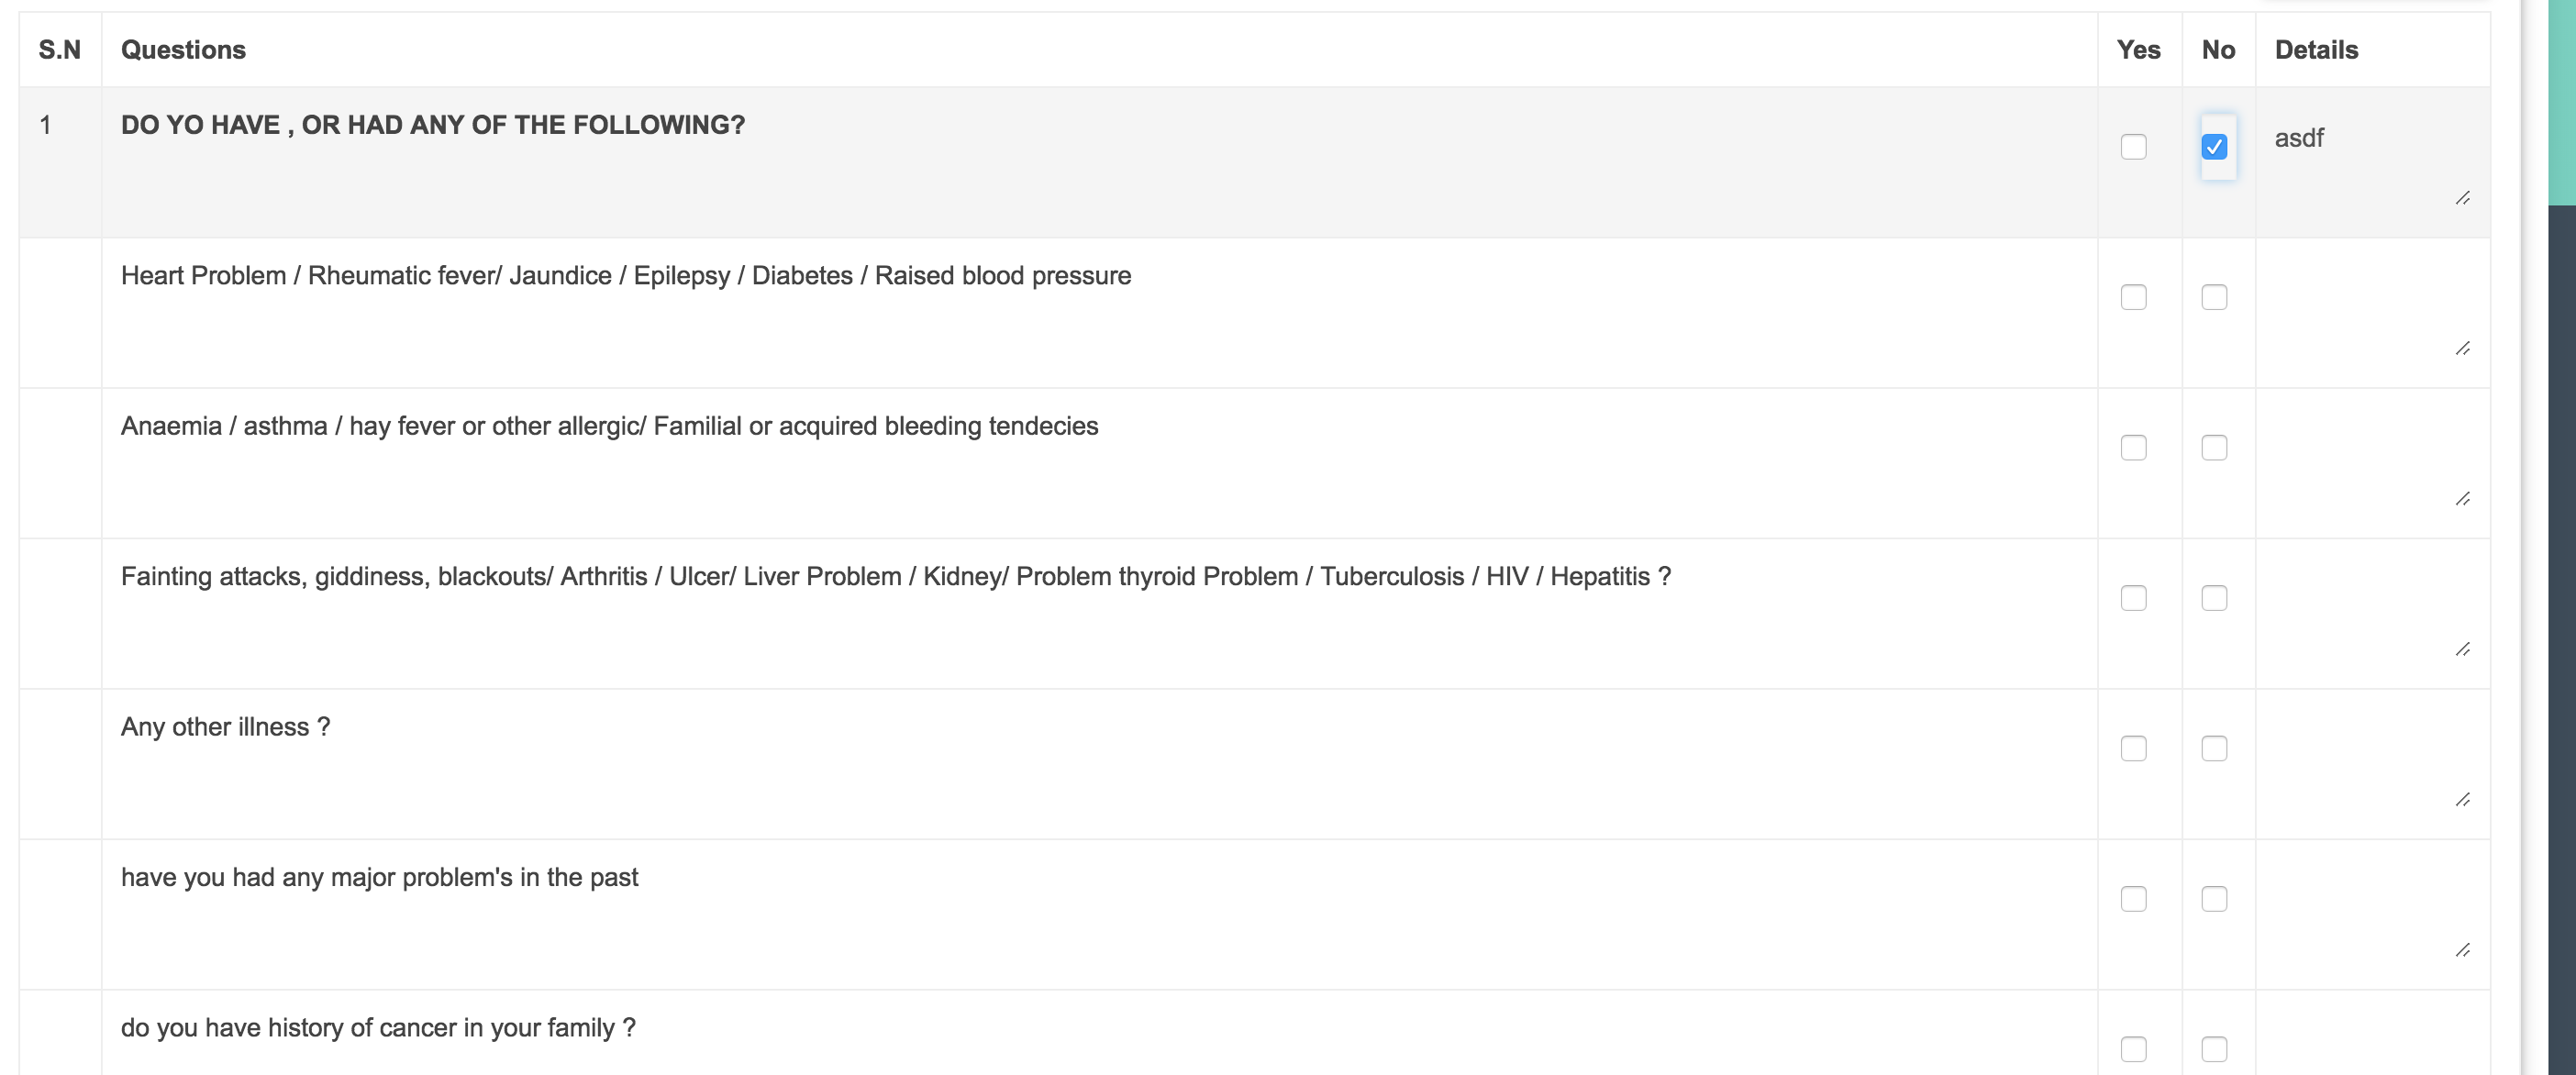 S.N Questions Yes No Details
1 DO YO HAVE , OR HAD ANY OF THE FOLLOWING? asdf
Heart Problem / Rheumatic fever/ Jaundice / Epilepsy / Diabetes / Raised blood pressure
Anaemia / asthma / hay fever or other allergic/ Familial or acquired bleeding tendecies
Fainting attacks, giddiness, blackouts/ Arthritis / Ulcer/ Liver Problem / Kidney/ Problem thyroid Problem / Tuberculosis / HIV / Hepatitis ?
Any other illness ?
have you had any major problem's in the past
do you have history of cancer in your family ?